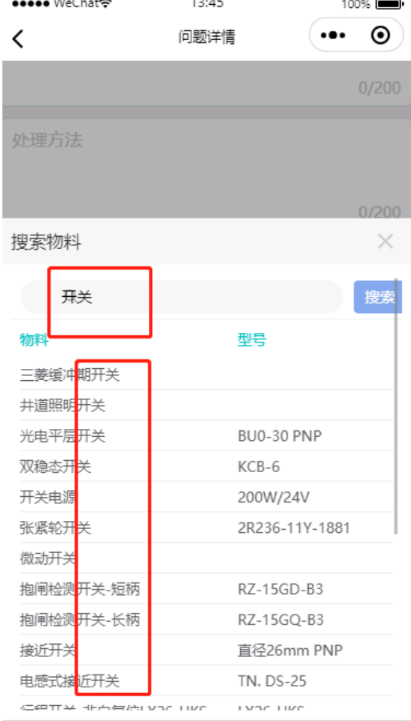 WeChat 13:45 100%
问题详情
0/200
处理方法
0/200
搜索物料
开关 搜索
物料 型号
三菱缓冲期开关
井道照明开关
光电平层开关 BU0-30 PNP
双稳态开关 KCB-6
开关电源 200W/24V
张紧轮开关 2R236-11Y-1881
微动开关
抱闸检测开关-短柄 RZ-15GD-B3
抱闸检测开关-长柄 RZ-15GQ-B3
接近开关 直径26mm PNP
电感式接近开关 TN. DS-25